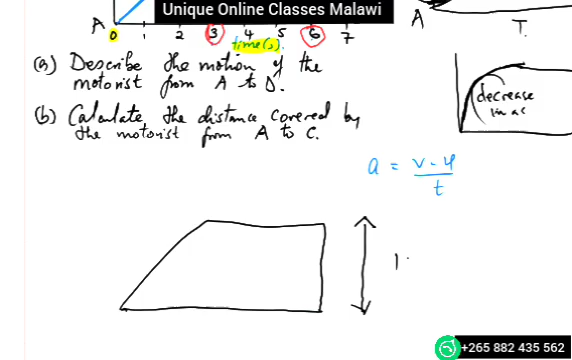 Unique Online Classes Malawi
A
0 1 2 3 4 5 6 7
time(s).
A T.
(a) Describe the motion of the
motorist from A to D.
decrease
in ac
(b) Calculate the distance covered by
the motorist from A to C.
a = v - u
t
1
+265 882 435 562